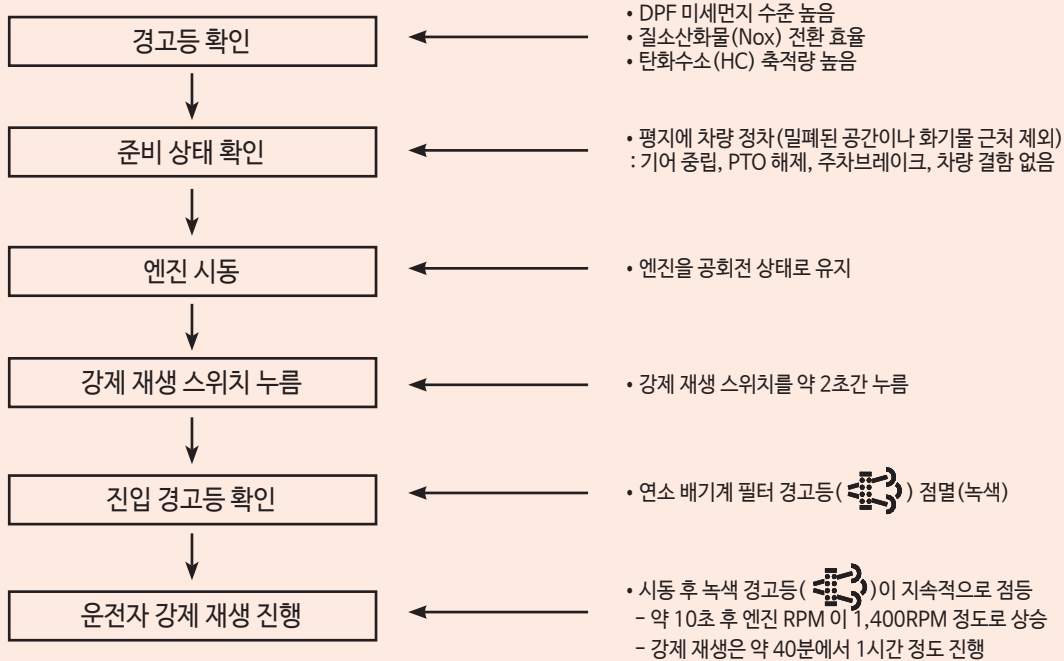 경고등 확인
• DPF 미세먼지 수준 높음
• 질소산화물(Nox) 전환 효율
• 탄화수소(HC) 축적량 높음
준비 상태 확인
• 평지에 차량 정차(밀폐된 공간이나 화기물 근처 제외)
: 기어 중립, PTO 해제, 주차브레이크, 차량 결함 없음
엔진 시동
• 엔진을 공회전 상태로 유지
강제 재생 스위치 누름
• 강제 재생 스위치를 약 2초간 누름
진입 경고등 확인
• 연소 배기계 필터 경고등( ) 점멸(녹색)
운전자 강제 재생 진행
• 시동 후 녹색 경고등( )이 지속적으로 점등
- 약 10초 후 엔진 RPM 이 1,400RPM 정도로 상승
- 강제 재생은 약 40분에서 1시간 정도 진행